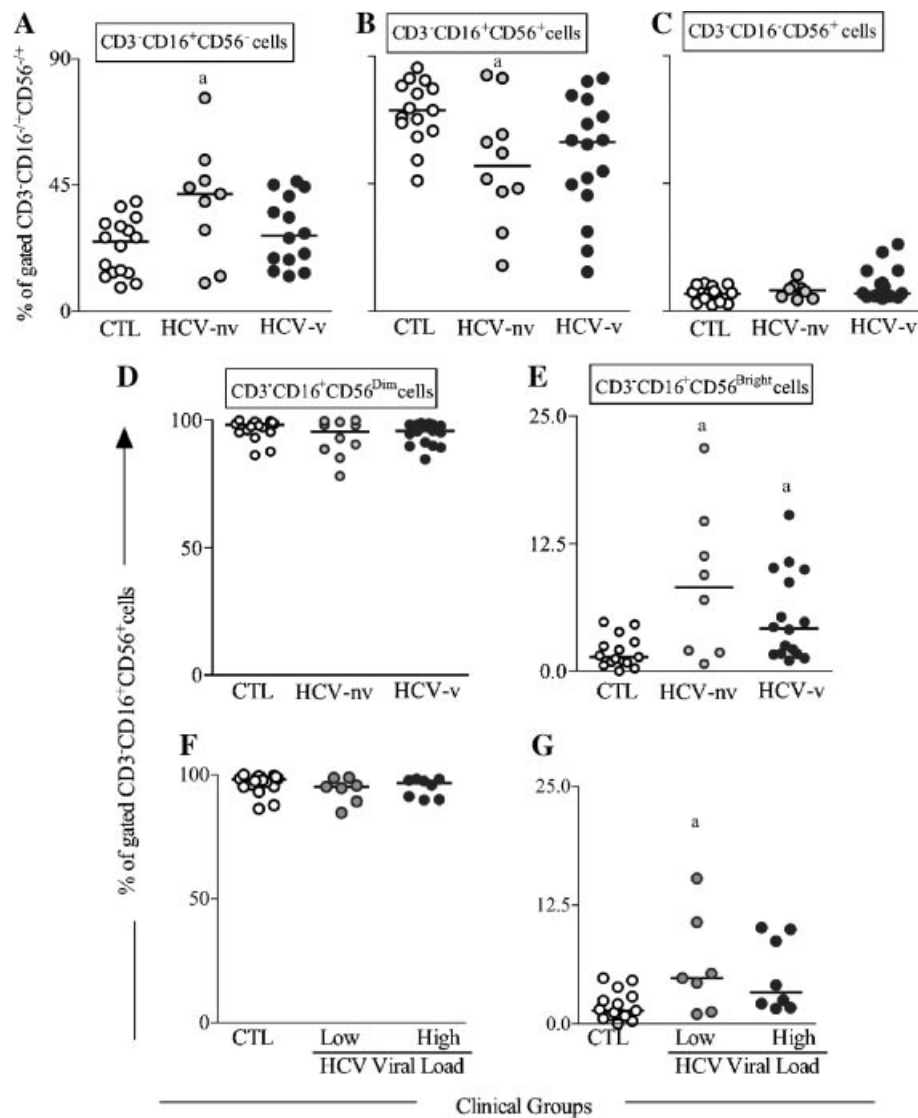 A
CD3⁻CD16⁺CD56⁻ cells
B
CD3⁻CD16⁺CD56⁺ cells
C
CD3⁻CD16⁻CD56⁺ cells
% of gated CD3⁻CD16⁻/⁺CD56⁻/⁺
90
45
0
a
a
CTL HCV-nv HCV-v
CTL HCV-nv HCV-v
CTL HCV-nv HCV-v
D
CD3⁻CD16⁺CD56ᴰⁱᵐ cells
E
CD3⁻CD16⁺CD56ᴮʳⁱᵍʰᵗ cells
% of gated CD3⁻CD16⁺CD56⁺ cells
100
50
0
25.0
12.5
0.0
a
a
CTL HCV-nv HCV-v
CTL HCV-nv HCV-v
F
G
100
50
0
25.0
12.5
0.0
a
CTL Low High
HCV Viral Load
CTL Low High
HCV Viral Load
Clinical Groups